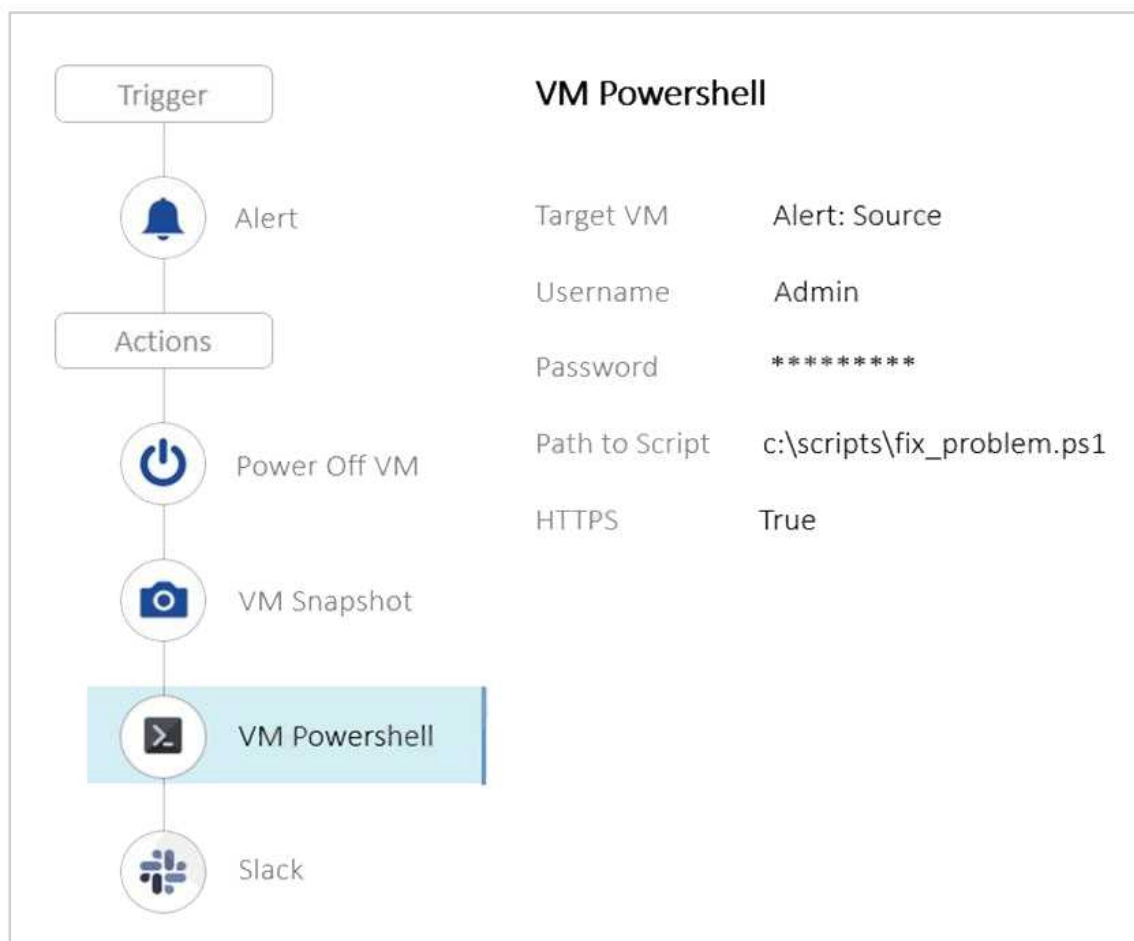 Trigger
Alert
Actions
Power Off VM
VM Snapshot
VM Powershell
Slack
VM Powershell
Target VM Alert: Source
Username Admin
Password *********
Path to Script c:\scripts\fix_problem.ps1
HTTPS True